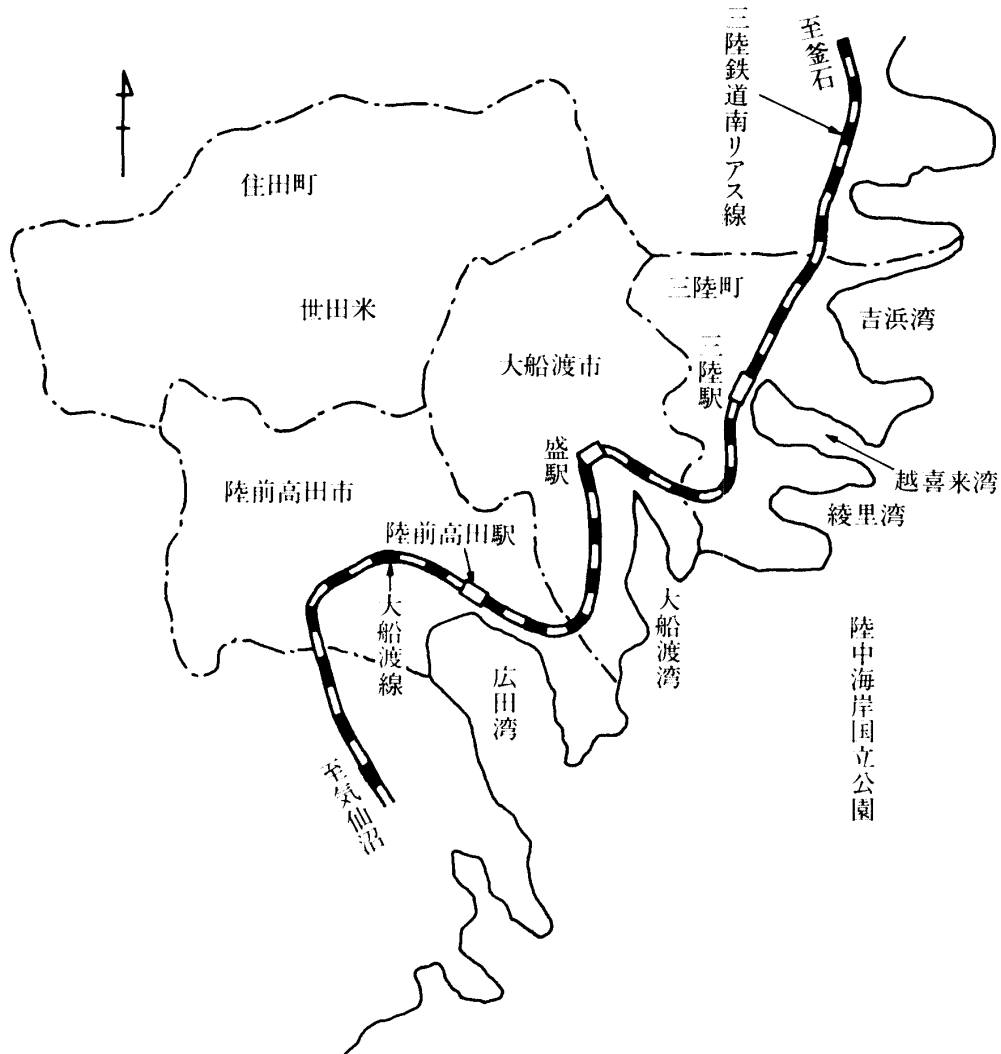 至釜石
三陸鉄道南リアス線
住田町
世田米
三陸町
吉浜湾
大船渡市
三陸駅
盛駅
越喜来湾
陸前高田市
綾里湾
陸前高田駅
大船渡線
大船渡湾
広田湾
陸中海岸国立公園
至気仙沼